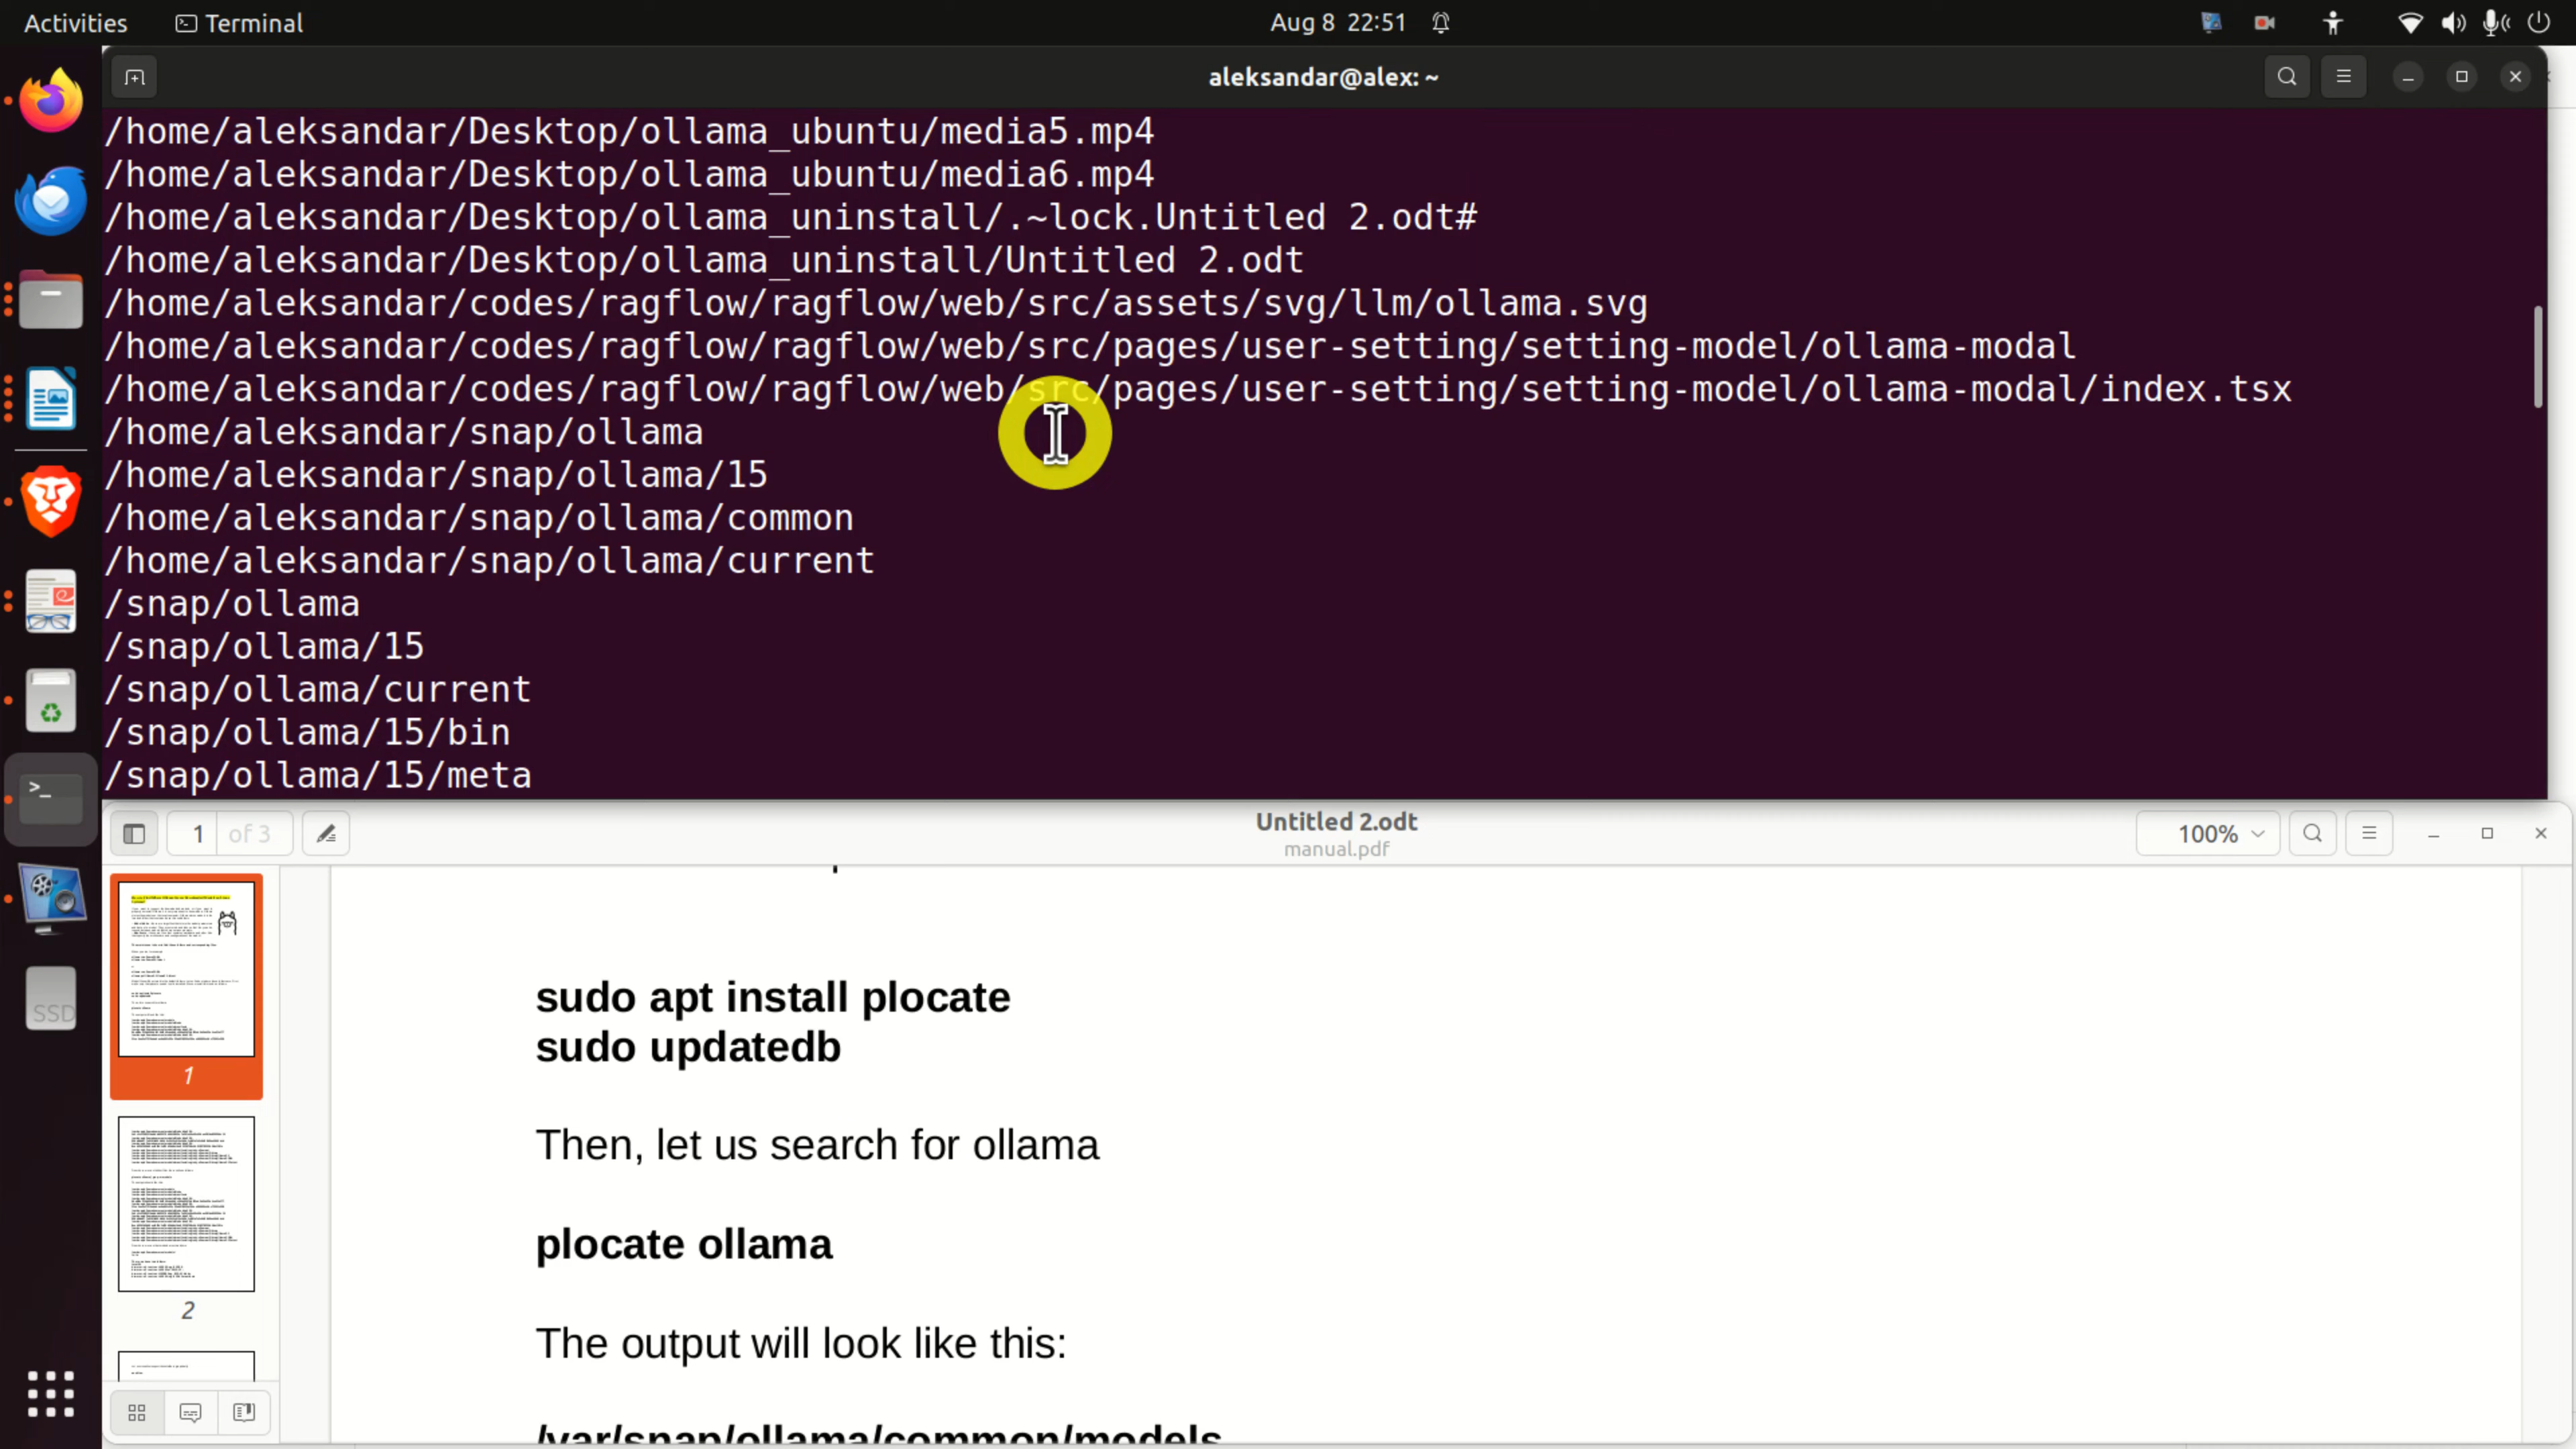 Activities
Terminal
Aug 8 22:51
aleksandar@alex: ~
/home/aleksandar/Desktop/ollama_ubuntu/media5.mp4
/home/aleksandar/Desktop/ollama_ubuntu/media6.mp4
/home/aleksandar/Desktop/ollama_uninstall/.~lock.Untitled 2.odt#
/home/aleksandar/Desktop/ollama_uninstall/Untitled 2.odt
/home/aleksandar/codes/ragflow/ragflow/web/src/assets/svg/llm/ollama.svg
/home/aleksandar/codes/ragflow/ragflow/web/src/pages/user-setting/setting-model/ollama-modal
/home/aleksandar/codes/ragflow/ragflow/web/src/pages/user-setting/setting-model/ollama-modal/index.tsx
/home/aleksandar/snap/ollama
/home/aleksandar/snap/ollama/15
/home/aleksandar/snap/ollama/common
/home/aleksandar/snap/ollama/current
/snap/ollama
/snap/ollama/15
/snap/ollama/current
/snap/ollama/15/bin
/snap/ollama/15/meta
SSD
1 of 3
Untitled 2.odt
manual.pdf
100%
1
2
sudo apt install plocate
sudo updatedb
Then, let us search for ollama
plocate ollama
The output will look like this:
/var/snap/ollama/common/models